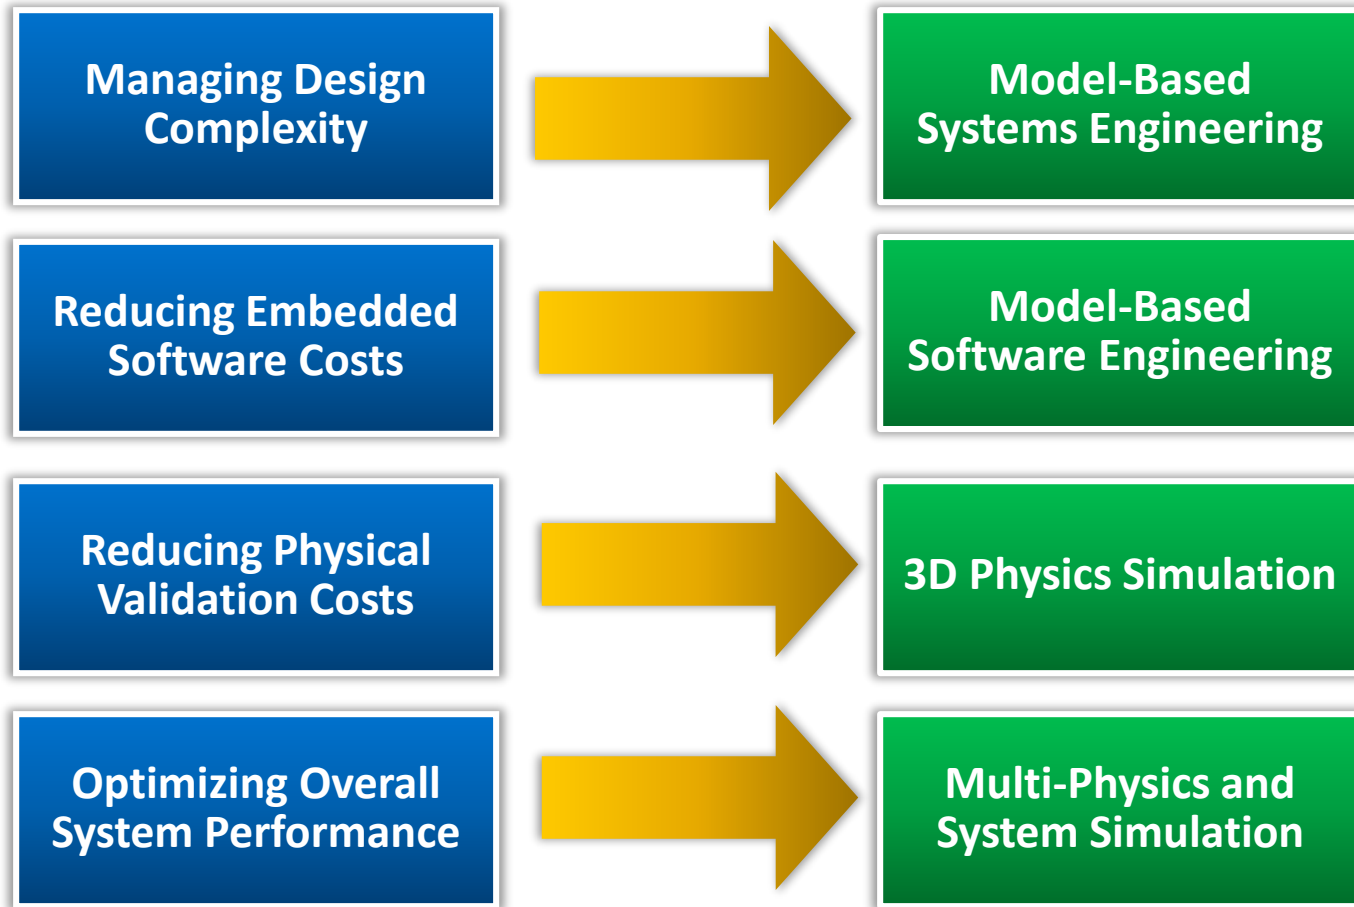 Managing Design
Complexity
Model-Based
Systems Engineering
Reducing Embedded
Software Costs
Model-Based
Software Engineering
Reducing Physical
Validation Costs
3D Physics Simulation
Optimizing Overall
System Performance
Multi-Physics and
System Simulation